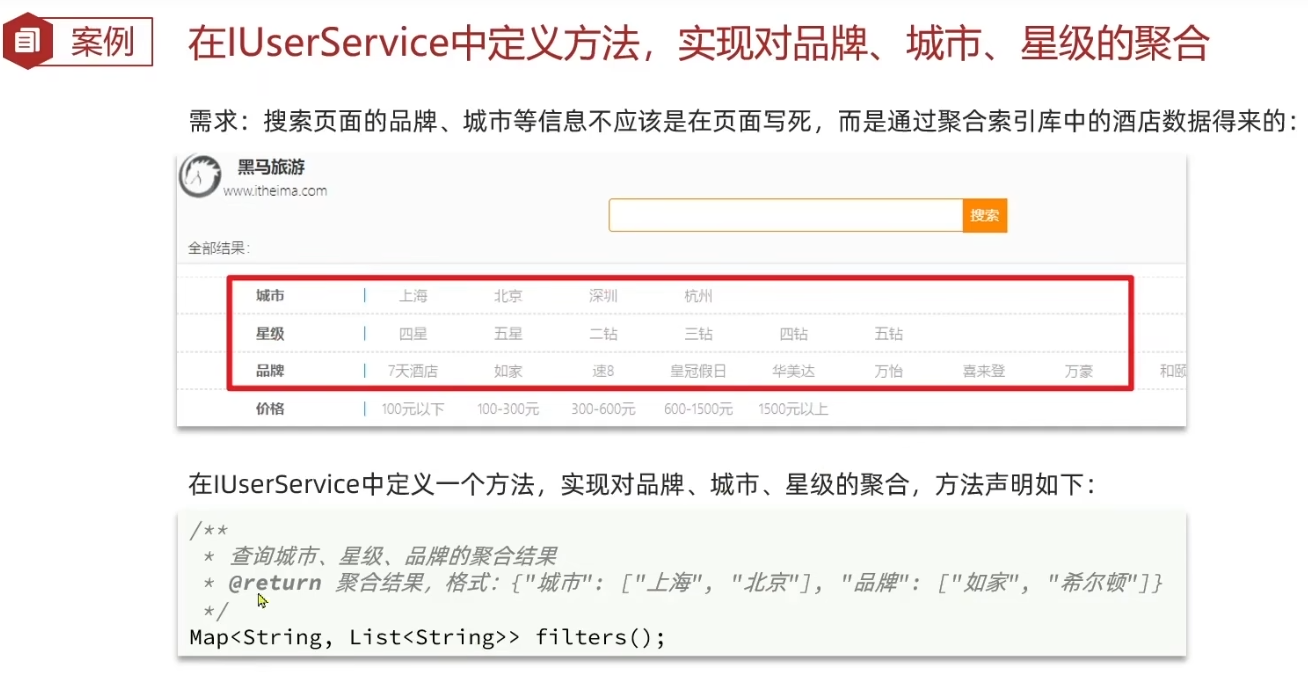 案例
在IUserService中定义方法，实现对品牌、城市、星级的聚合
需求：搜索页面的品牌、城市等信息不应该是在页面写死，而是通过聚合索引库中的酒店数据得来的：
黑马旅游
www.itheima.com
搜索
全部结果：
城市 上海 北京 深圳 杭州
星级 四星 五星 二钻 三钻 四钻 五钻
品牌 7天酒店 如家 速8 皇冠假日 华美达 万怡 喜来登 万豪 和颐
价格 100元以下 100-300元 300-600元 600-1500元 1500元以上
在IUserService中定义一个方法，实现对品牌、城市、星级的聚合，方法声明如下：
/**
* 查询城市、星级、品牌的聚合结果
* @return 聚合结果，格式：{"城市": ["上海", "北京"], "品牌": ["如家", "希尔顿"]}
*/
Map<String, List<String>> filters();